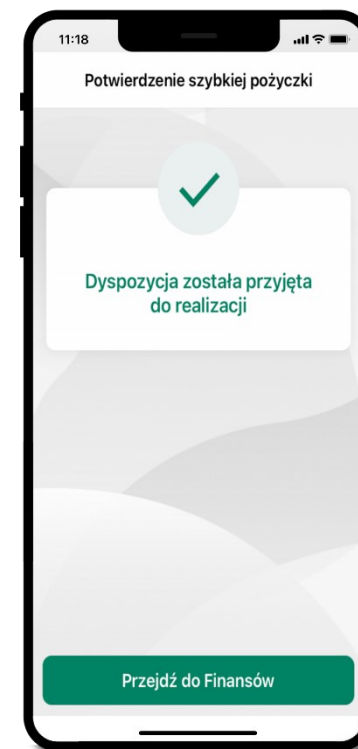 11:18
Potwierdzenie szybkiej pożyczki
Dyspozycja została przyjęta
do realizacji
Przejdź do Finansów